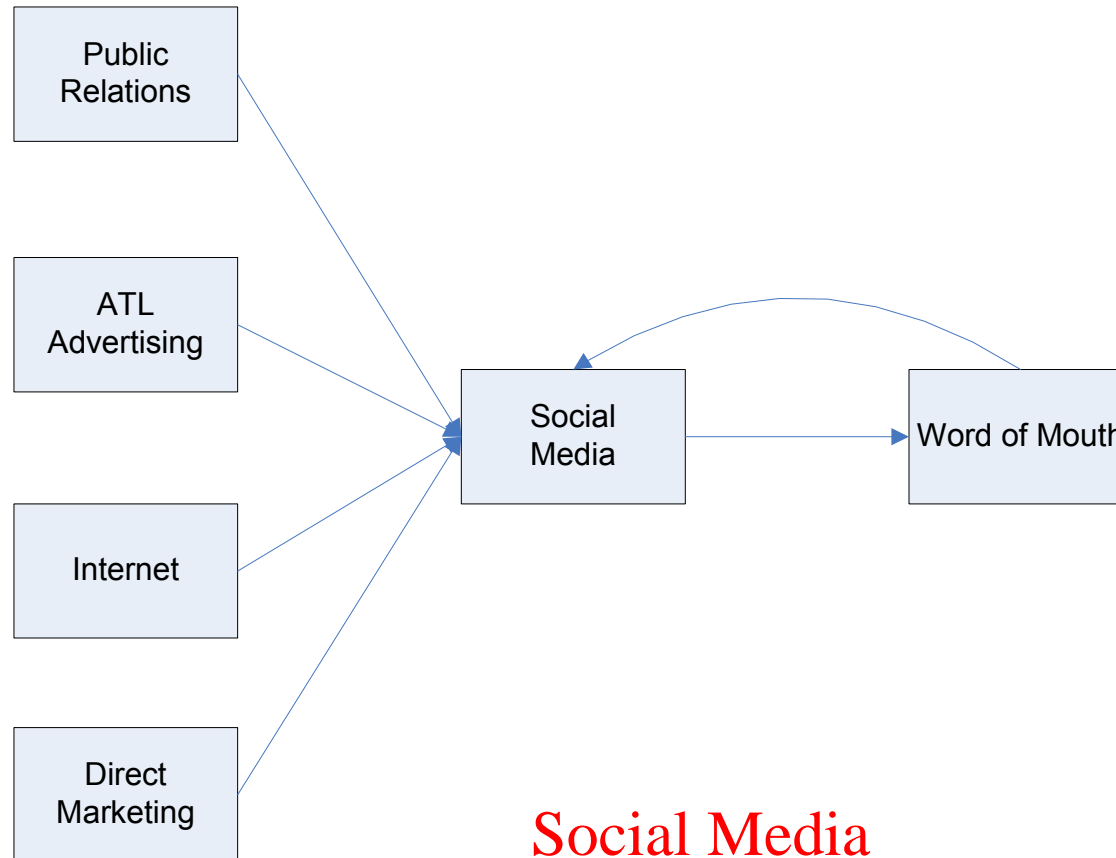 Public
Relations
ATL
Advertising
Social
Media
Word of Mouth
Internet
Direct
Marketing
Social Media